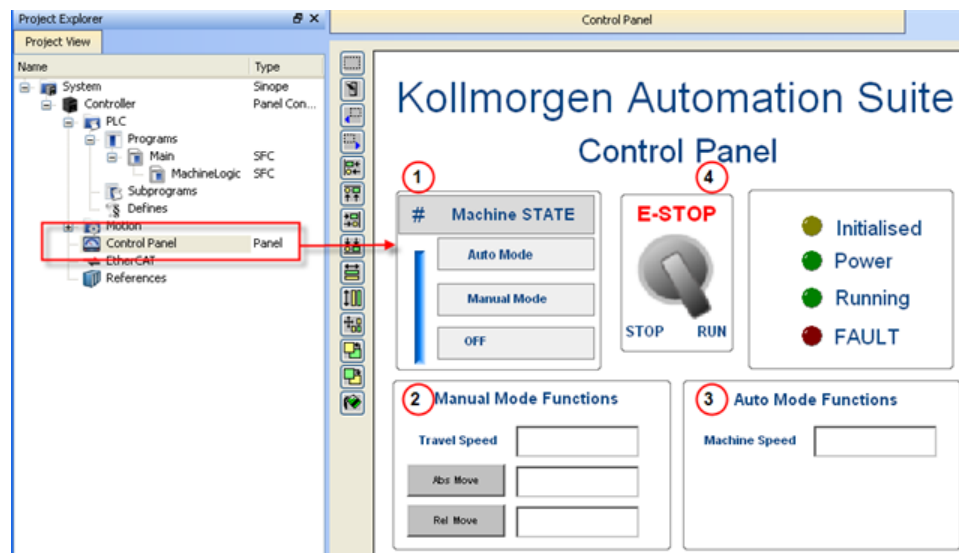 Project Explorer
Project View
Name Type
System Sinope
Controller Panel Con...
PLC
Programs
Main SFC
MachineLogic SFC
Subprograms
Defines
Motion
Control Panel Panel
EtherCAT
References
Control Panel
Kollmorgen Automation Suite
Control Panel
1
# Machine STATE
Auto Mode
Manual Mode
OFF
4
E-STOP
STOP RUN
Initialised
Power
Running
FAULT
2 Manual Mode Functions
Travel Speed
Abs Move
Rel Move
3 Auto Mode Functions
Machine Speed